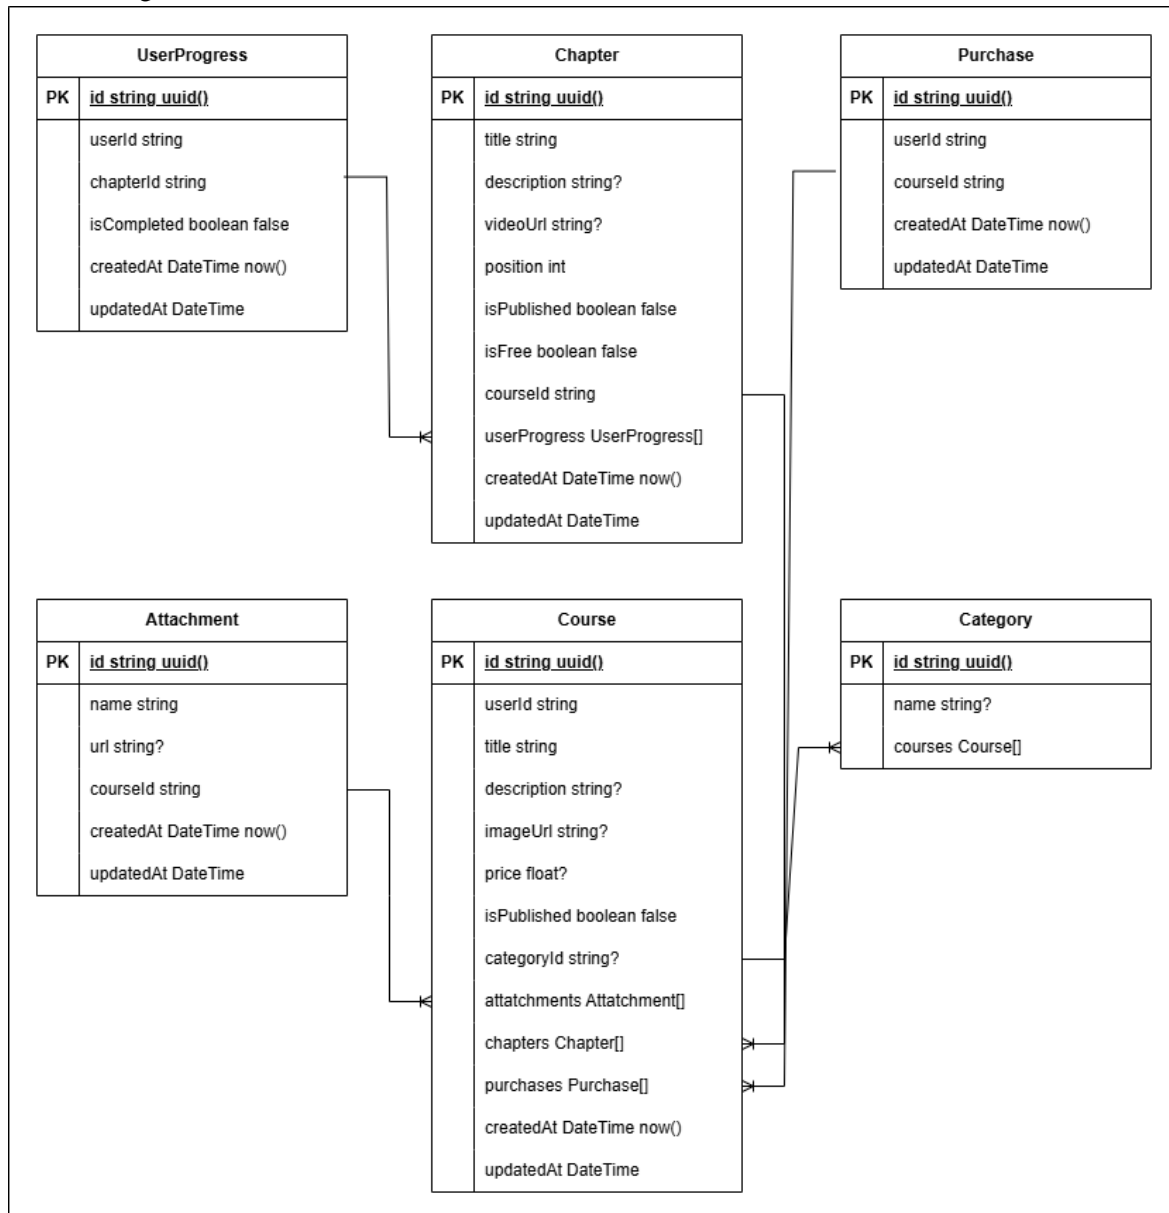 UserProgress
PK id string uuid()
userId string
chapterId string
isCompleted boolean false
createdAt DateTime now()
updatedAt DateTime
Chapter
PK id string uuid()
title string
description string?
videoUrl string?
position int
isPublished boolean false
isFree boolean false
courseId string
userProgress UserProgress[]
createdAt DateTime now()
updatedAt DateTime
Purchase
PK id string uuid()
userId string
courseId string
createdAt DateTime now()
updatedAt DateTime
Attachment
PK id string uuid()
name string
url string?
courseId string
createdAt DateTime now()
updatedAt DateTime
Course
PK id string uuid()
userId string
title string
description string?
imageUrl string?
price float?
isPublished boolean false
categoryId string?
attatchments Attatchment[]
chapters Chapter[]
purchases Purchase[]
createdAt DateTime now()
updatedAt DateTime
Category
PK id string uuid()
name string?
courses Course[]